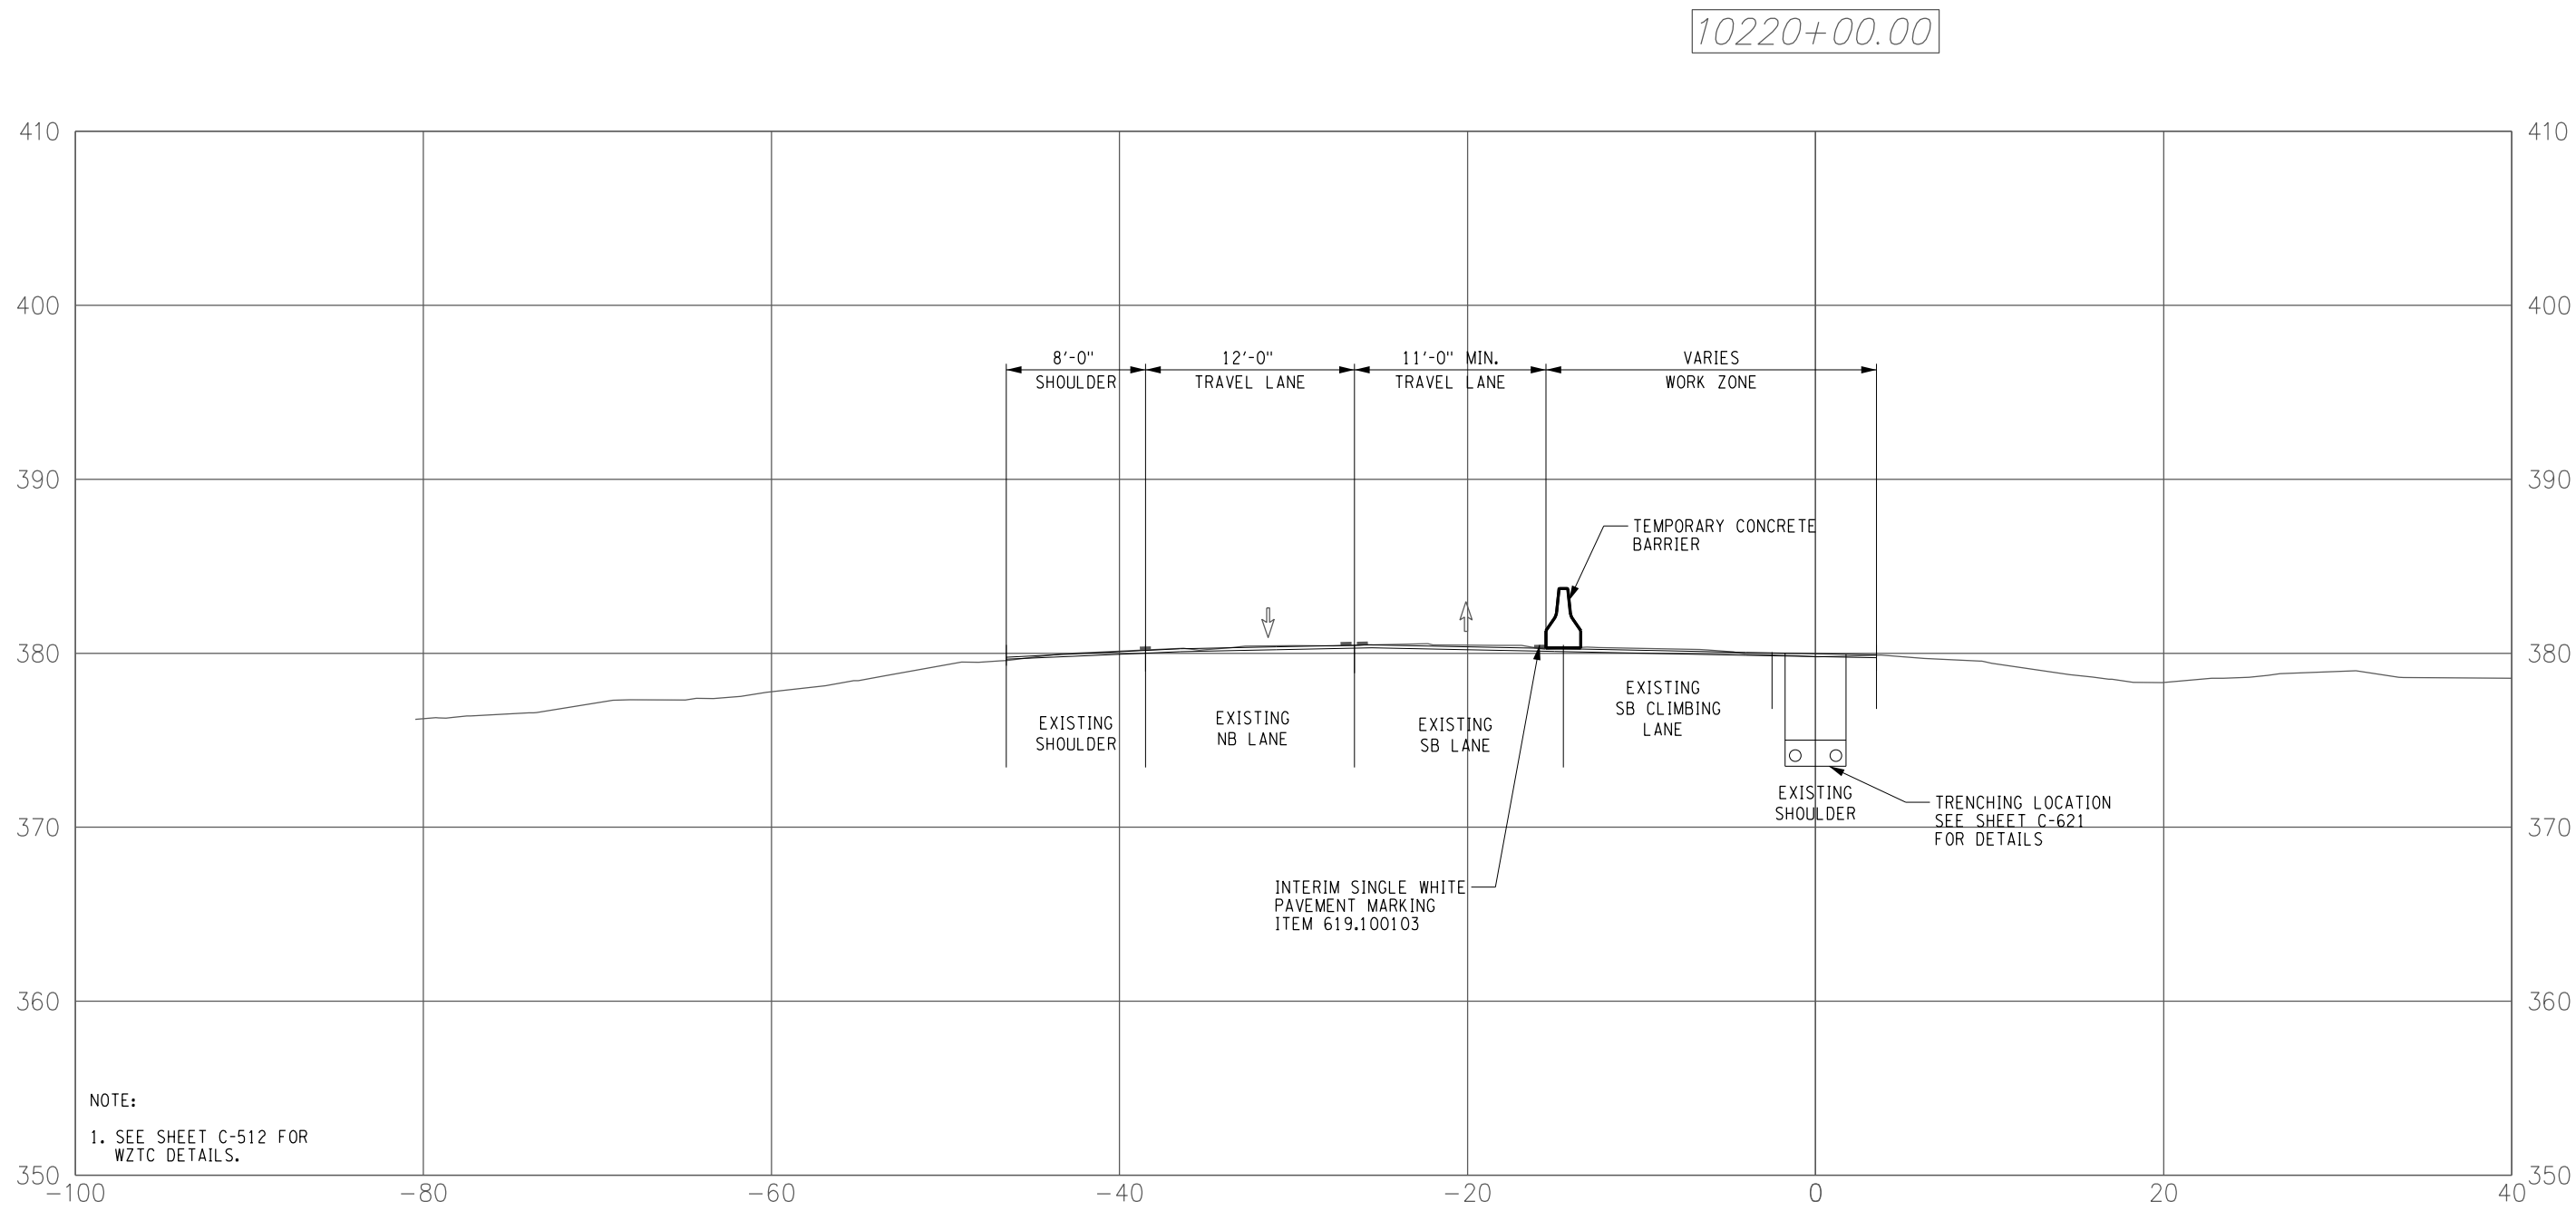 10220+00.00
410
410
400
400
8'-0"
12'-0"
11'-0" MIN.
VARIES
SHOULDER
TRAVEL LANE
TRAVEL LANE
WORK ZONE
390
390
TEMPORARY CONCRETE
BARRIER
380
380
EXISTING
SHOULDER
EXISTING
NB LANE
EXISTING
SB LANE
EXISTING
SB CLIMBING
LANE
EXISTING
SHOULDER
TRENCHING LOCATION
SEE SHEET C-621
FOR DETAILS
370
370
INTERIM SINGLE WHITE
PAVEMENT MARKING
ITEM 619.100103
360
360
NOTE:
1. SEE SHEET C-512 FOR
WZTC DETAILS.
350
350
-100
-80
-60
-40
-20
0
20
40